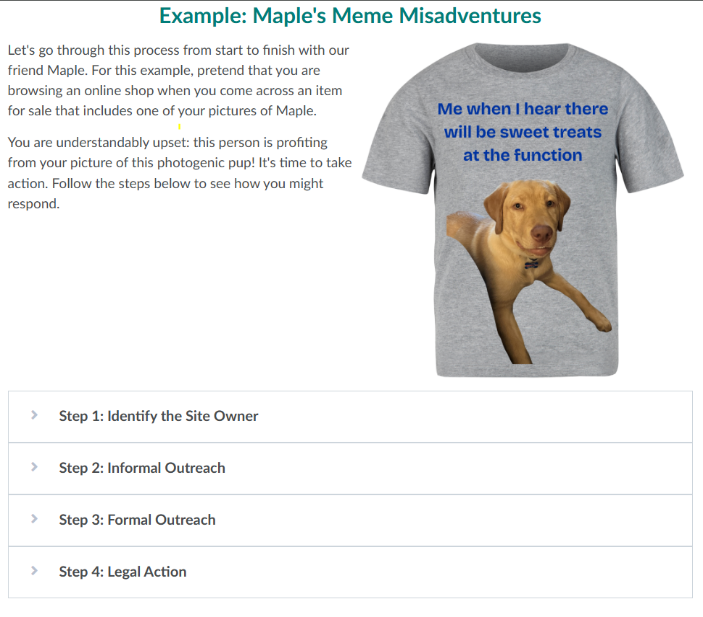 Example: Maple's Meme Misadventures
Let's go through this process from start to finish with our
friend Maple. For this example, pretend that you are
browsing an online shop when you come across an item
for sale that includes one of your pictures of Maple.
You are understandably upset: this person is profiting
from your picture of this photogenic pup! It's time to take
action. Follow the steps below to see how you might
respond.
Me when I hear there
will be sweet treats
at the function
Step 1: Identify the Site Owner
Step 2: Informal Outreach
Step 3: Formal Outreach
Step 4: Legal Action